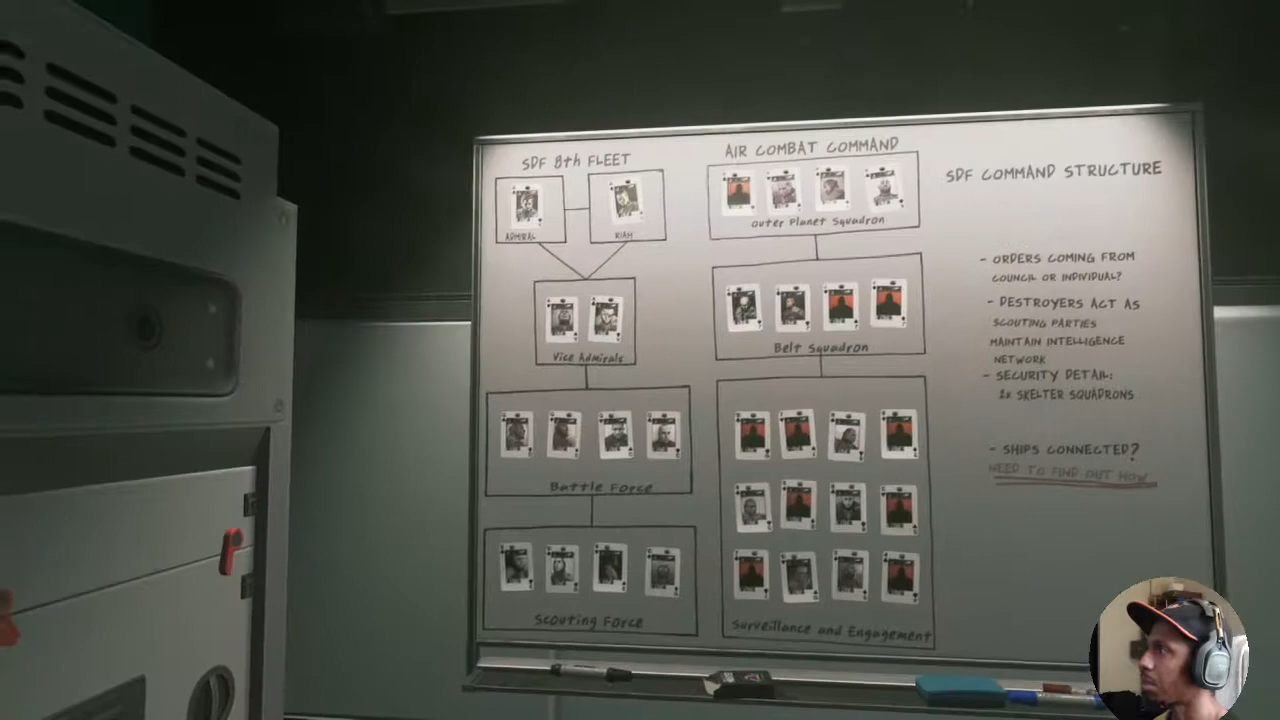 SDF 8th FLEET
ADMIRAL
RIAH
Vice Admirals
Battle Force
Scouting Force
AIR COMBAT COMMAND
Outer Planet Squadron
Belt Squadron
Surveillance and Engagement
SDF COMMAND STRUCTURE
- ORDERS COMING FROM
COUNCIL OR INDIVIDUAL?
- DESTROYERS ACT AS
SCOUTING PARTIES
MAINTAIN INTELLIGENCE
NETWORK
- SECURITY DETAIL:
2x SKELTER SQUADRONS
- SHIPS CONNECTED?
NEED TO FIND OUT HOW